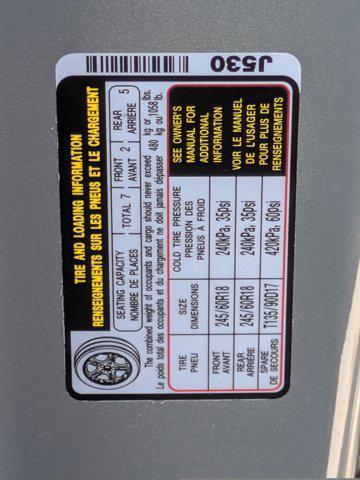 J530
TIRE AND LOADING INFORMATION
RENSEIGNEMENTS SUR LES PNEUS ET LE CHARGEMENT
SEATING CAPACITY
NOMBRE DE PLACES
TOTAL 7
FRONT
AVANT
2
REAR
ARRIÈRE
5
The combined weight of occupants and cargo should never exceed
Le poids total des occupants et du chargement ne doit jamais dépasser
480 kg or 1058 lbs.
kg ou lb.
TIRE
PNEU
SIZE
DIMENSIONS
COLD TIRE PRESSURE
PRESSION DES
PNEUS À FROID
FRONT
AVANT
245/60R18
240kPa, 35psi
REAR
ARRIÈRE
245/60R18
240kPa, 35psi
SPARE
DE SECOURS
T135/90D17
420kPa, 60psi
SEE OWNER'S
MANUAL FOR
ADDITIONAL
INFORMATION
VOIR LE MANUEL
DE L'USAGER
POUR PLUS DE
RENSEIGNEMENTS